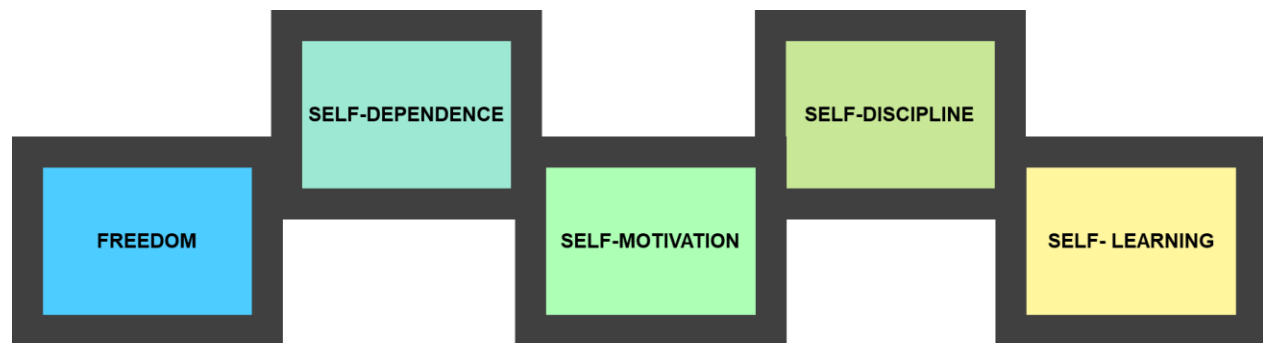 FREEDOM
SELF-DEPENDENCE
SELF-MOTIVATION
SELF-DISCIPLINE
SELF- LEARNING